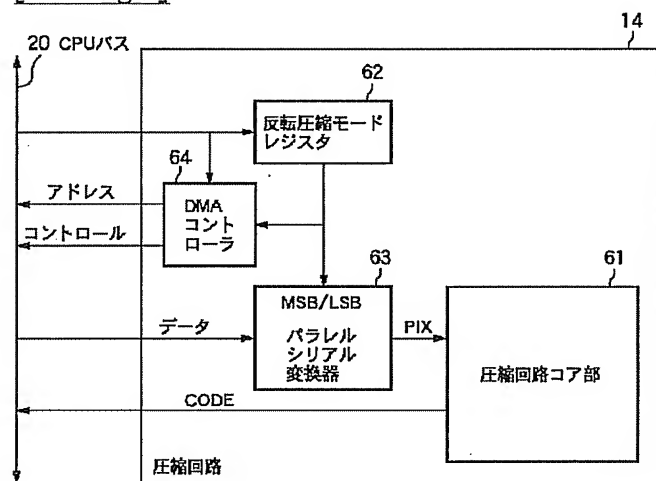 14
20 CPUバス
62
反転圧縮モード
レジスタ
64
アドレス
DMA
コント
ローラ
コントロール
63
61
MSB/LSB
パラレル
シリアル
変換器
データ
PIX
圧縮回路コア部
CODE
圧縮回路